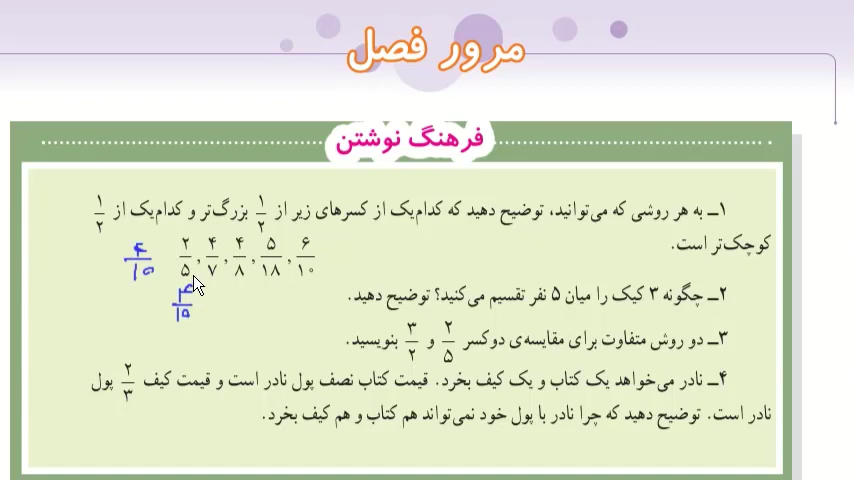 مرور فصل
فرهنگ نوشتن
۱ــ به هر روشی که می‌توانید، توضیح دهید که کدام‌یک از کسرهای زیر از ۱/۲ بزرگ‌تر و کدام‌یک از ۱/۲
کوچک‌تر است.
۲/۵ , ۴/۷ , ۴/۸ , ۵/۱۸ , ۶/۱۰
۲ــ چگونه ۳ کیک را میان ۵ نفر تقسیم می‌کنید؟ توضیح دهید.
۳ــ دو روش متفاوت برای مقایسه‌ی دوکسر ۲/۵ و ۳/۲ بنویسید.
۴ــ نادر می‌خواهد یک کتاب و یک کیف بخرد. قیمت کتاب نصف پول نادر است و قیمت کیف ۲/۳ پول
نادر است. توضیح دهید که چرا نادر با پول خود نمی‌تواند هم کتاب و هم کیف بخرد.